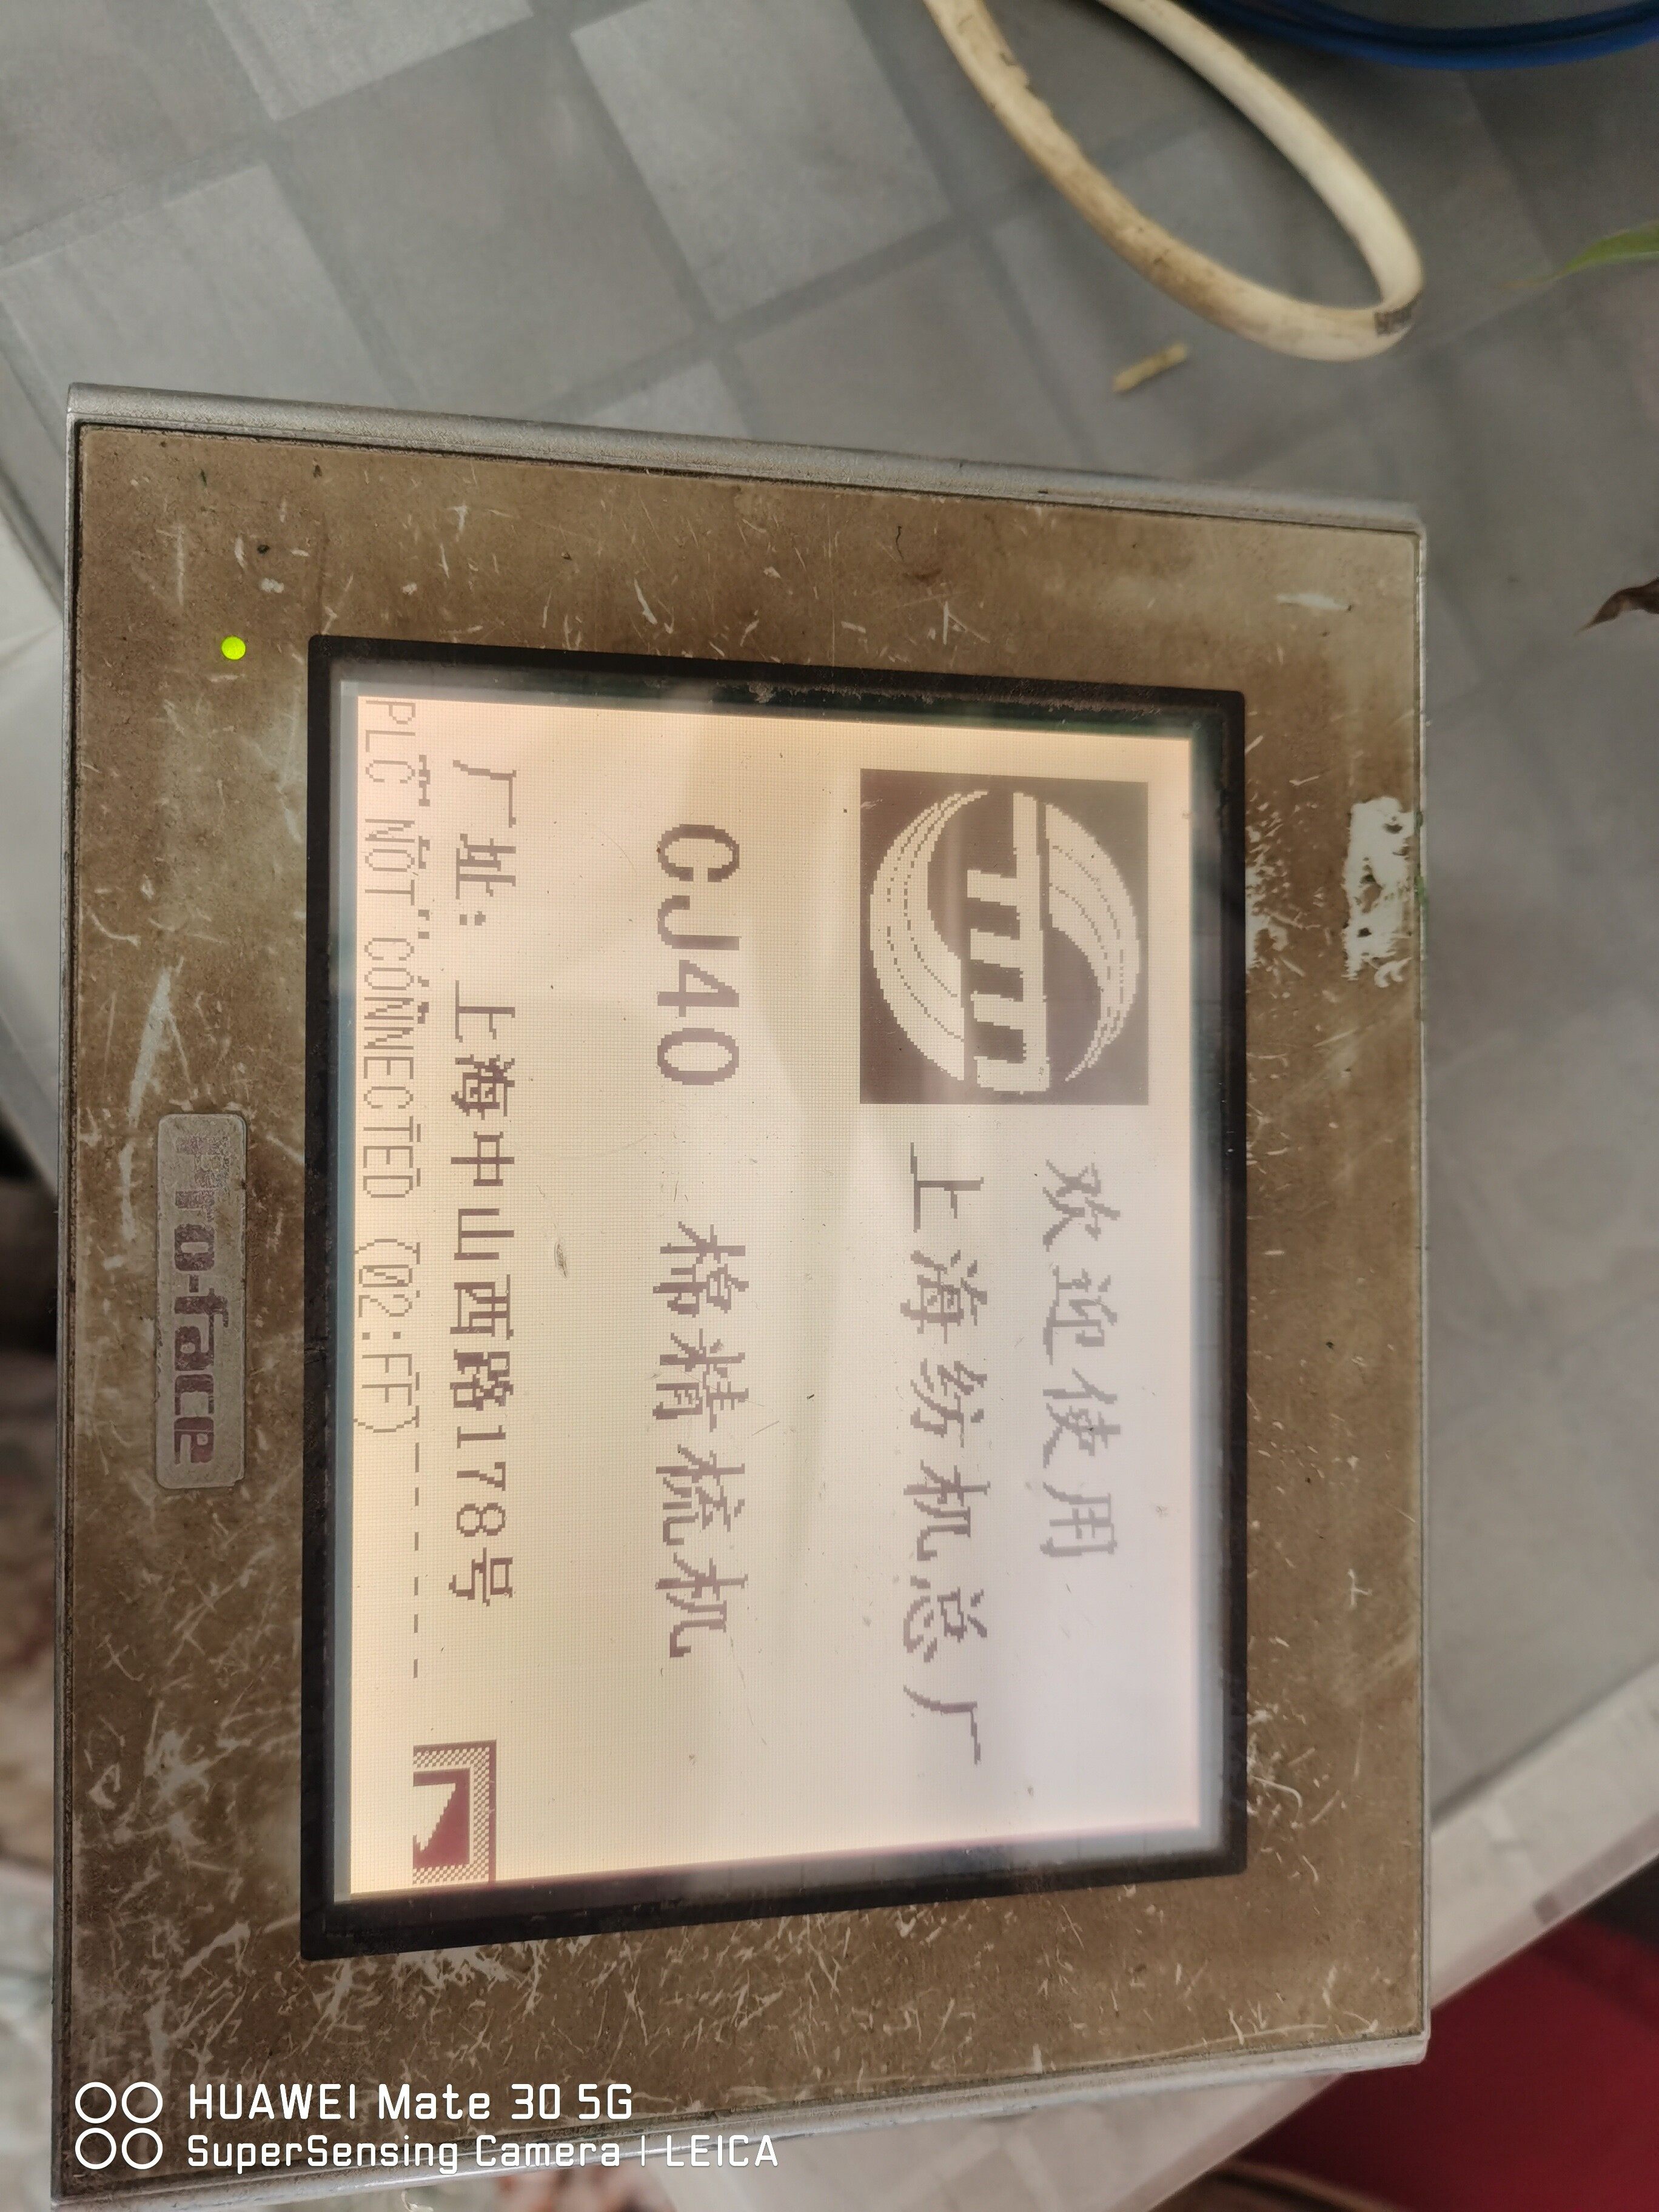 欢迎使用
上海纺机总厂
CJ40 棉精梳机
厂址：上海中山西路178号
PLC NOT CONNECTED (02:FF)
Pro-face
HUAWEI Mate 30 5G
SuperSensing Camera | LEICA